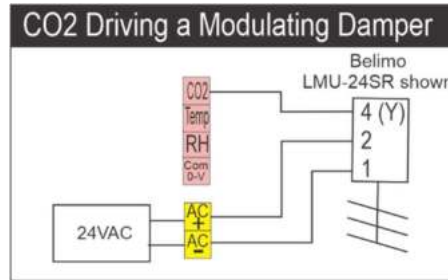 CO2 Driving a Modulating Damper
Belimo
LMU-24SR shown
CO2
Temp
RH
Com
0-V
4 (Y)
2
1
24VAC
AC
+
AC
-